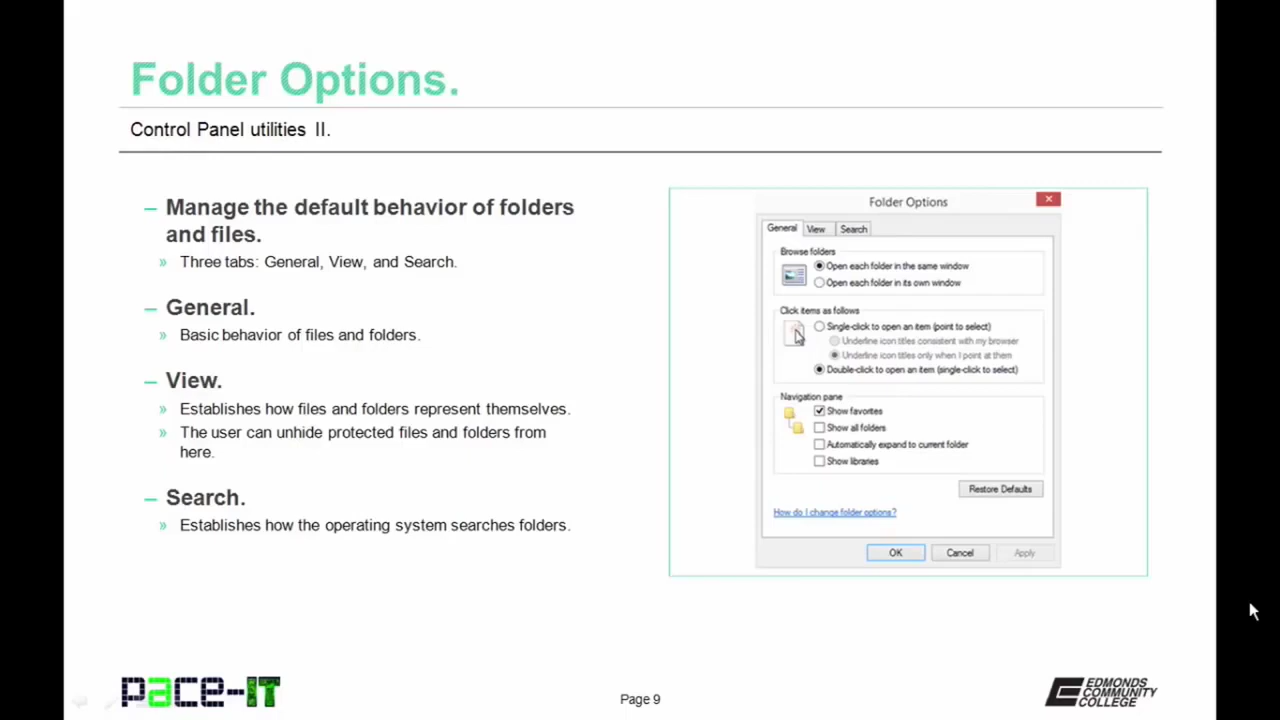 Folder Options.
Control Panel utilities II.
– Manage the default behavior of folders
and files.
» Three tabs: General, View, and Search.
– General.
» Basic behavior of files and folders.
– View.
» Establishes how files and folders represent themselves.
» The user can unhide protected files and folders from
here.
– Search.
» Establishes how the operating system searches folders.
Folder Options
General View Search
Browse folders
Open each folder in the same window
Open each folder in its own window
Click items as follows
Single-click to open an item (point to select)
Underline icon titles consistent with my browser
Underline icon titles only when I point at them
Double-click to open an item (single-click to select)
Navigation pane
Show favorites
Show all folders
Automatically expand to current folder
Show libraries
Restore Defaults
How do I change folder options?
OK Cancel Apply
pace-IT
Page 9
EDMONDS
COMMUNITY
COLLEGE